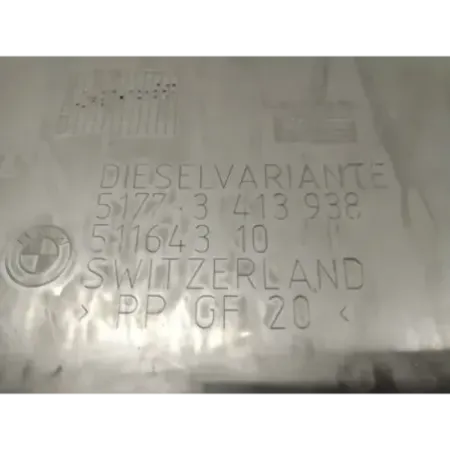 DIESELVARIANTE
5177 3 413 938
511643 10
SWITZERLAND
> PP GF 20 <